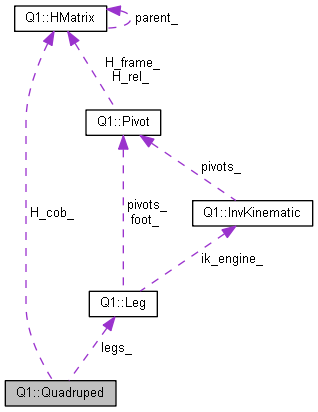 Q1::HMatrix
parent_
H_frame_
H_rel_
Q1::Pivot
pivots_
H_cob_
pivots_
foot_
Q1::InvKinematic
ik_engine_
Q1::Leg
legs_
Q1::Quadruped